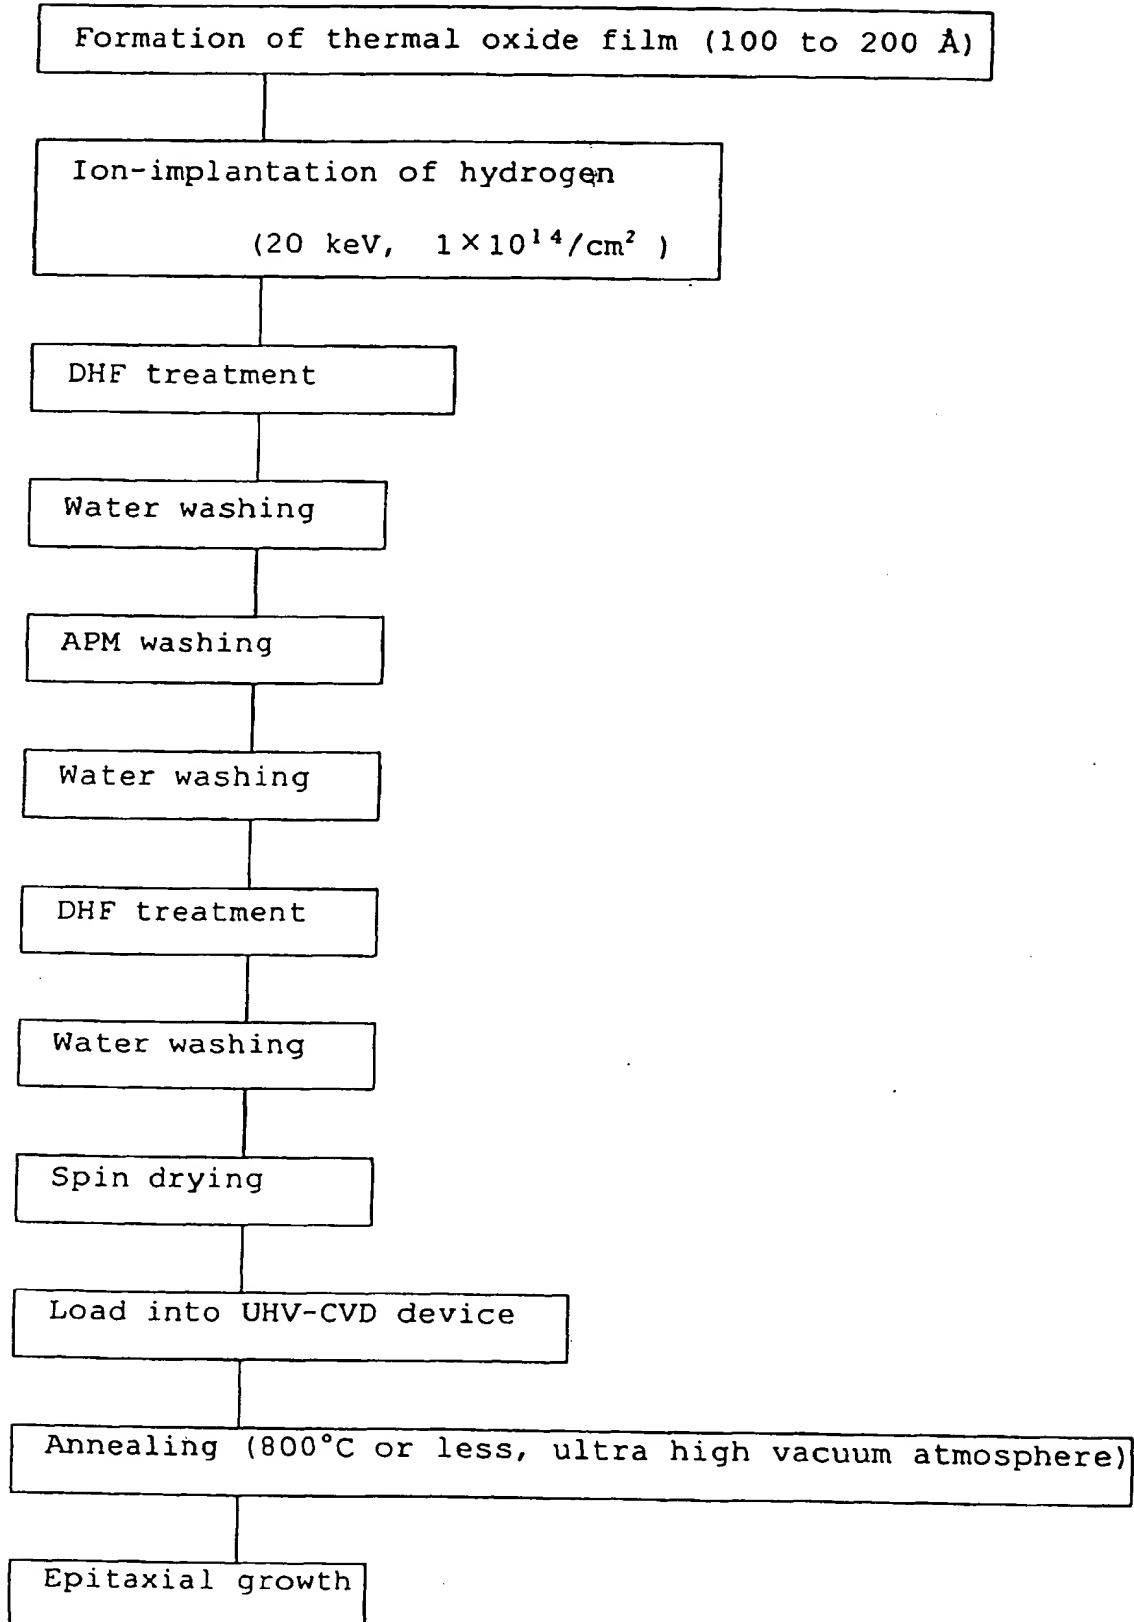 Formation of thermal oxide film (100 to 200 Å)
Ion-implantation of hydrogen
(20 keV, 1×10¹⁴/cm² )
DHF treatment
Water washing
APM washing
Water washing
DHF treatment
Water washing
Spin drying
Load into UHV-CVD device
Annealing (800°C or less, ultra high vacuum atmosphere)
Epitaxial growth